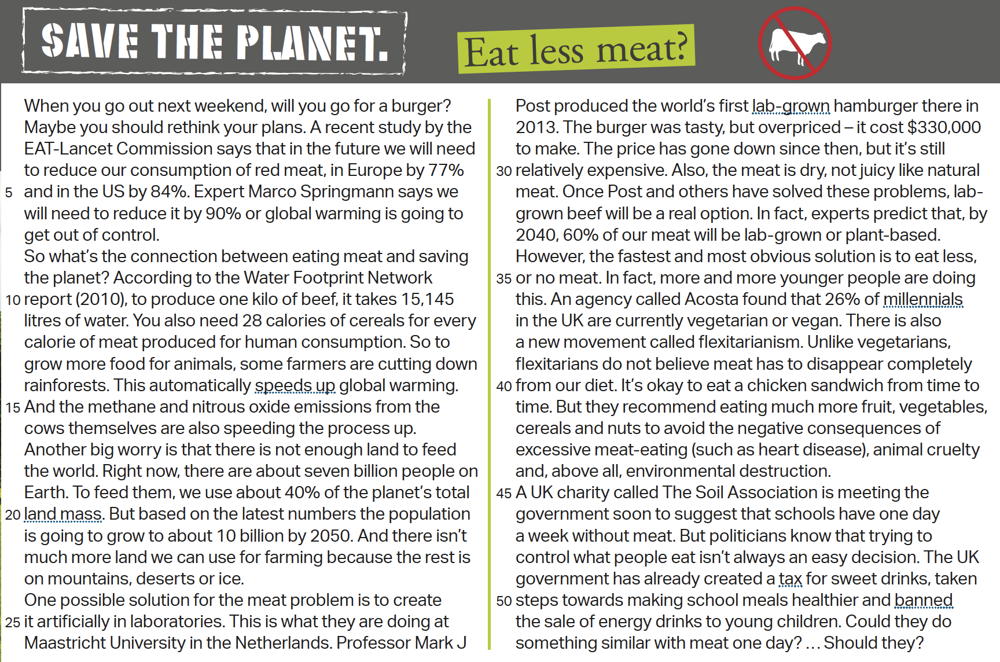 SAVE THE PLANET.
Eat less meat?
When you go out next weekend, will you go for a burger?
Maybe you should rethink your plans. A recent study by the
EAT-Lancet Commission says that in the future we will need
to reduce our consumption of red meat, in Europe by 77%
5 and in the US by 84%. Expert Marco Springmann says we
will need to reduce it by 90% or global warming is going to
get out of control.
So what's the connection between eating meat and saving
the planet? According to the Water Footprint Network
10 report (2010), to produce one kilo of beef, it takes 15,145
litres of water. You also need 28 calories of cereals for every
calorie of meat produced for human consumption. So to
grow more food for animals, some farmers are cutting down
rainforests. This automatically speeds up global warming.
15 And the methane and nitrous oxide emissions from the
cows themselves are also speeding the process up.
Another big worry is that there is not enough land to feed
the world. Right now, there are about seven billion people on
Earth. To feed them, we use about 40% of the planet's total
20 land mass. But based on the latest numbers the population
is going to grow to about 10 billion by 2050. And there isn't
much more land we can use for farming because the rest is
on mountains, deserts or ice.
One possible solution for the meat problem is to create
25 it artificially in laboratories. This is what they are doing at
Maastricht University in the Netherlands. Professor Mark J
Post produced the world's first lab-grown hamburger there in
2013. The burger was tasty, but overpriced – it cost $330,000
to make. The price has gone down since then, but it's still
30 relatively expensive. Also, the meat is dry, not juicy like natural
meat. Once Post and others have solved these problems, lab-
grown beef will be a real option. In fact, experts predict that, by
2040, 60% of our meat will be lab-grown or plant-based.
However, the fastest and most obvious solution is to eat less,
35 or no meat. In fact, more and more younger people are doing
this. An agency called Acosta found that 26% of millennials
in the UK are currently vegetarian or vegan. There is also
a new movement called flexitarianism. Unlike vegetarians,
flexitarians do not believe meat has to disappear completely
40 from our diet. It's okay to eat a chicken sandwich from time to
time. But they recommend eating much more fruit, vegetables,
cereals and nuts to avoid the negative consequences of
excessive meat-eating (such as heart disease), animal cruelty
and, above all, environmental destruction.
45 A UK charity called The Soil Association is meeting the
government soon to suggest that schools have one day
a week without meat. But politicians know that trying to
control what people eat isn't always an easy decision. The UK
government has already created a tax for sweet drinks, taken
50 steps towards making school meals healthier and banned
the sale of energy drinks to young children. Could they do
something similar with meat one day? ... Should they?